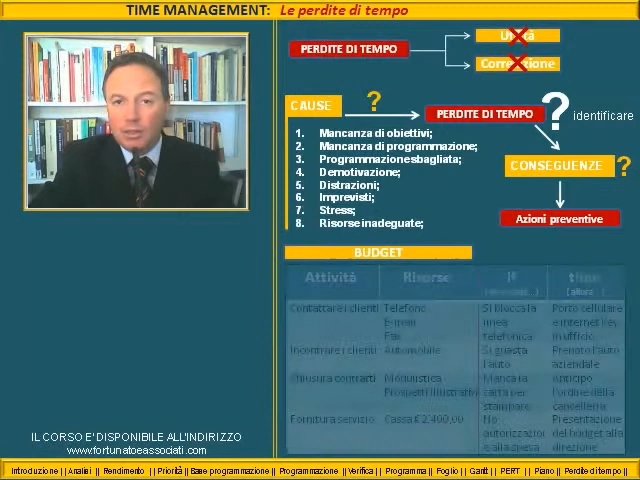 TIME MANAGEMENT: Le perdite di tempo
PERDITE DI TEMPO
CAUSE
?
PERDITE DI TEMPO
? identificare
1. Mancanza di obiettivi;
2. Mancanza di programmazione;
3. Programmazione sbagliata;
4. Demotivazione;
5. Distrazioni;
6. Imprevisti;
7. Stress;
8. Risorse inadeguate;
CONSEGUENZE ?
Azioni preventive
BUDGET
Attività Risorse If
Contattare i clienti Telefono Si blocca la Porto cellulare
E-mail linea e internet key
Fax telefonica in ufficio
Incontrare i clienti Automobile Si guasta Prenoto l'auto
l'auto aziendale
Chiusura contratti Modulistica Manca la Anticipo
Prospetti illustrativi carta per l'ordine della
stampare cancelleria
Fornitura servizio Cassa € 2.400,00 No Presentazione
del budget alla
e alla spesa direzione
IL CORSO E' DISPONIBILE ALL'INDIRIZZO
www.fortunatoeassociati.com
Introduzione || Analisi || Rendimento || Priorità || Base programmazione || Programmazione || Verifica || Programma || Foglio || Gantt || PERT || Piano || Perdite di tempo ||